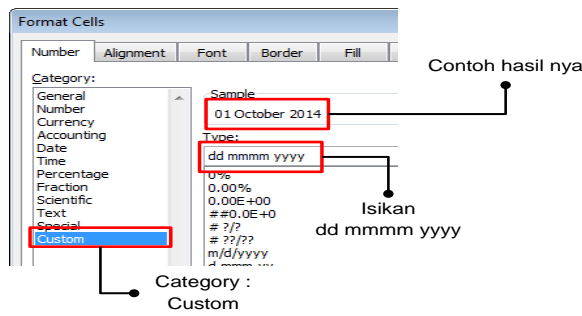 Format Cells
Number Alignment Font Border Fill
Category:
General
Number
Currency
Accounting
Date
Time
Percentage
Fraction
Scientific
Text
Special
Custom
Sample
01 October 2014
Type:
dd mmmm yyyy
0%
0.00%
0.00E+00
##0.0E+0
# ?/?
# ??/??
m/d/yyyy
d-mmm-yy
Contoh hasil nya
Isikan
dd mmmm yyyy
Category :
Custom